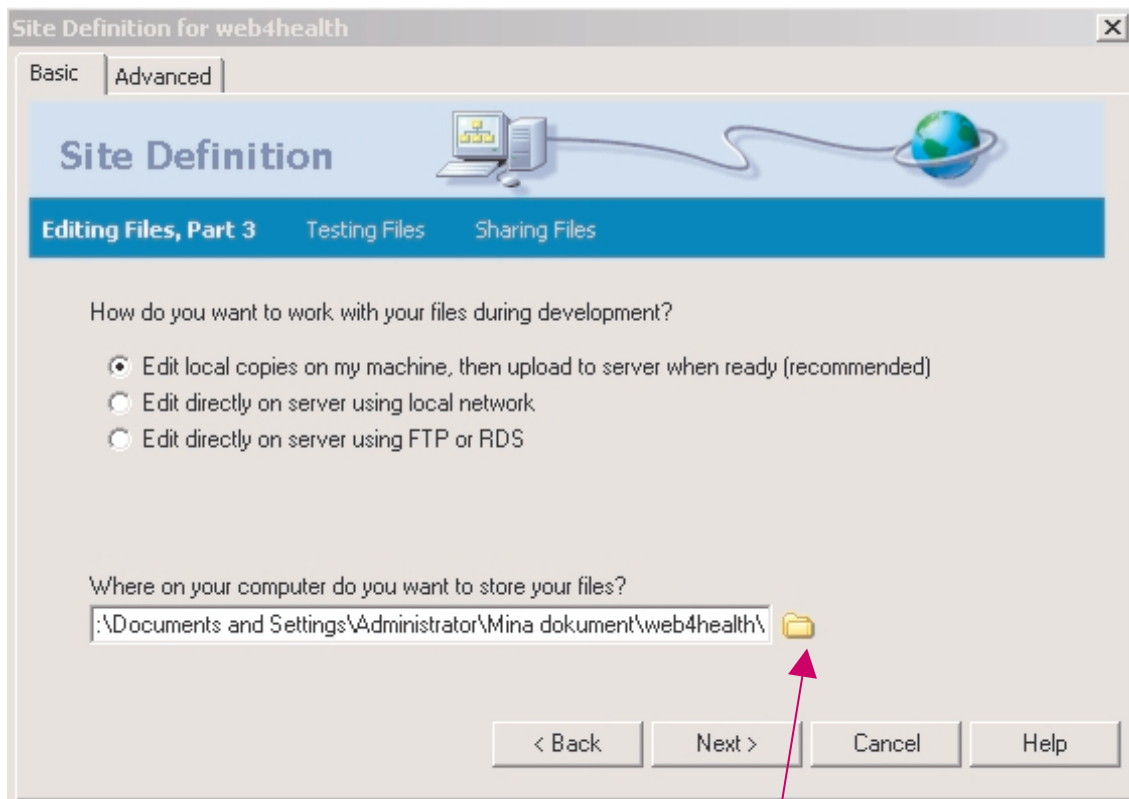 Site Definition for web4health
Basic Advanced
Site Definition
Editing Files, Part 3 Testing Files Sharing Files
How do you want to work with your files during development?
Edit local copies on my machine, then upload to server when ready (recommended)
Edit directly on server using local network
Edit directly on server using FTP or RDS
Where on your computer do you want to store your files?
:\Documents and Settings\Administrator\Mina dokument\web4health\
< Back Next > Cancel Help